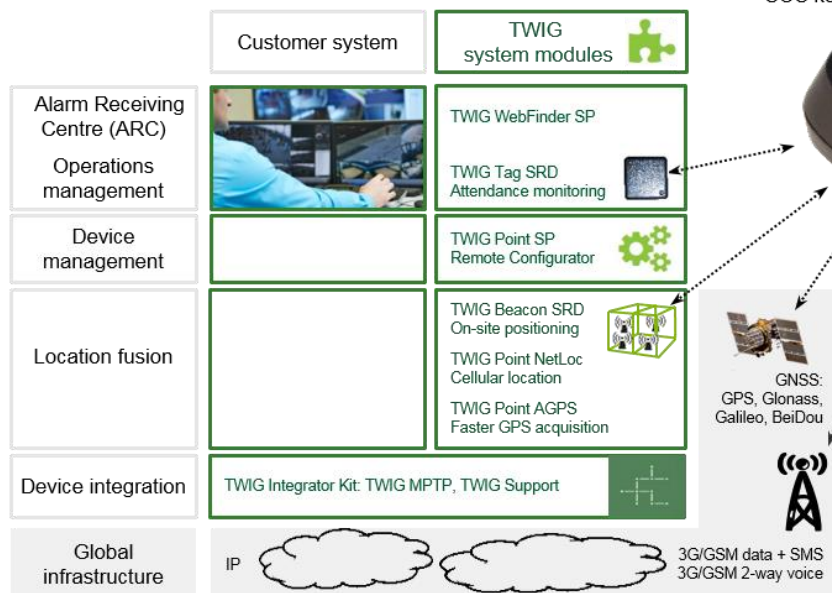 Customer system
TWIG
system modules
Alarm Receiving
Centre (ARC)
Operations
management
TWIG WebFinder SP
TWIG Tag SRD
Attendance monitoring
Device
management
TWIG Point SP
Remote Configurator
Location fusion
TWIG Beacon SRD
On-site positioning
TWIG Point NetLoc
Cellular location
TWIG Point AGPS
Faster GPS acquisition
GNSS:
GPS, Glonass,
Galileo, BeiDou
Device integration
TWIG Integrator Kit: TWIG MPTP, TWIG Support
Global
infrastructure
IP
3G/GSM data + SMS
3G/GSM 2-way voice